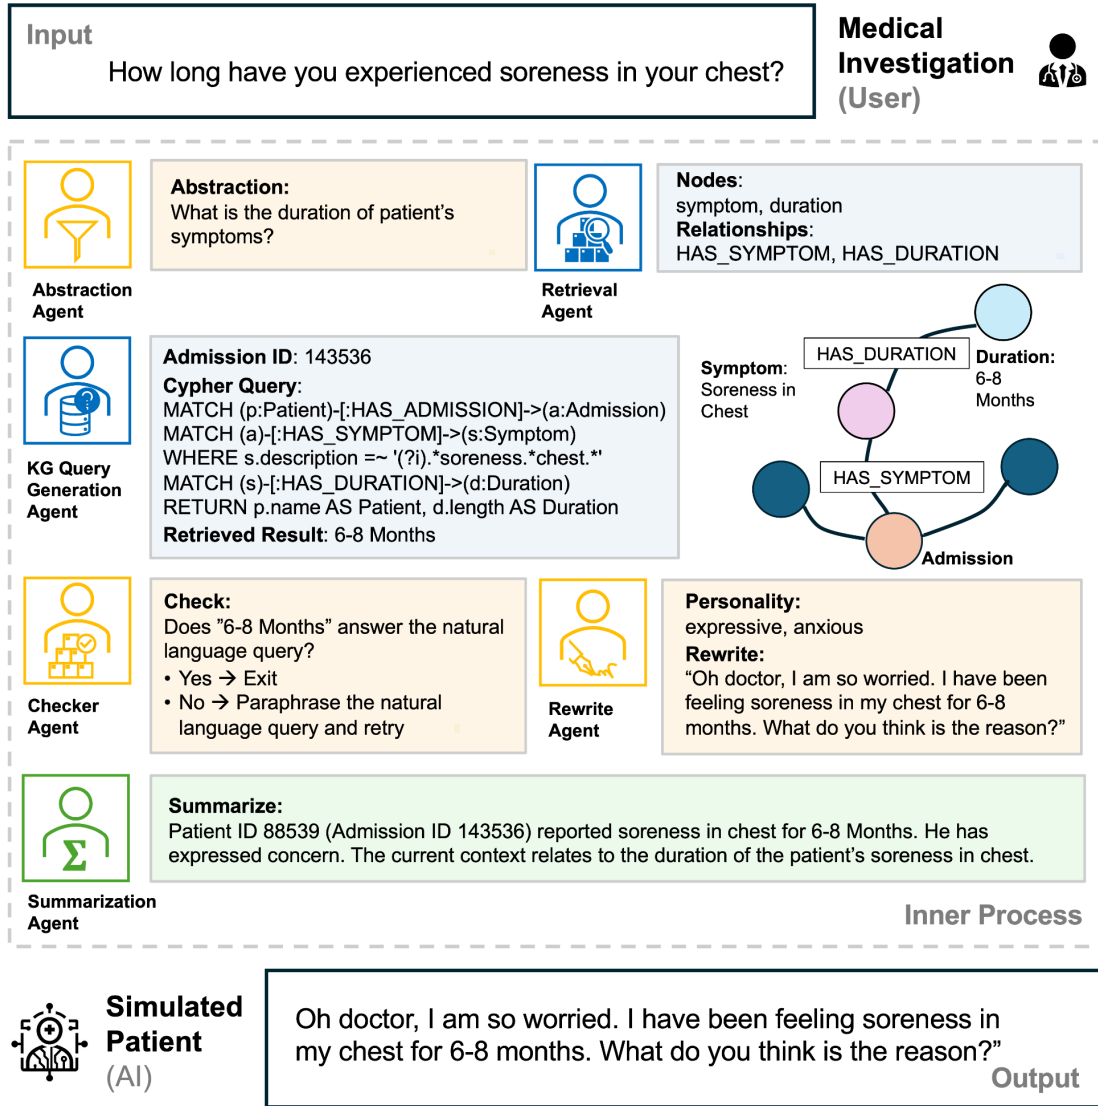 Input
How long have you experienced soreness in your chest?
Medical
Investigation
(User)
Abstraction:
What is the duration of patient’s
symptoms?
Abstraction
Agent
Nodes:
symptom, duration
Relationships:
HAS_SYMPTOM, HAS_DURATION
Retrieval
Agent
Admission ID: 143536
Cypher Query:
MATCH (p:Patient)-[:HAS_ADMISSION]->(a:Admission)
MATCH (a)-[:HAS_SYMPTOM]->(s:Symptom)
WHERE s.description =~ '(?i).*soreness.*chest.*'
MATCH (s)-[:HAS_DURATION]->(d:Duration)
RETURN p.name AS Patient, d.length AS Duration
Retrieved Result: 6-8 Months
KG Query
Generation
Agent
HAS_DURATION
Duration:
6-8
Months
Symptom:
Soreness in
Chest
HAS_SYMPTOM
Admission
Check:
Does ”6-8 Months” answer the natural
language query?
• Yes → Exit
• No → Paraphrase the natural
language query and retry
Checker
Agent
Personality:
expressive, anxious
Rewrite:
“Oh doctor, I am so worried. I have been
feeling soreness in my chest for 6-8
months. What do you think is the reason?”
Rewrite
Agent
Summarize:
Patient ID 88539 (Admission ID 143536) reported soreness in chest for 6-8 Months. He has
expressed concern. The current context relates to the duration of the patient’s soreness in chest.
Summarization
Agent
Inner Process
Simulated
Patient
(AI)
Oh doctor, I am so worried. I have been feeling soreness in
my chest for 6-8 months. What do you think is the reason?”
Output